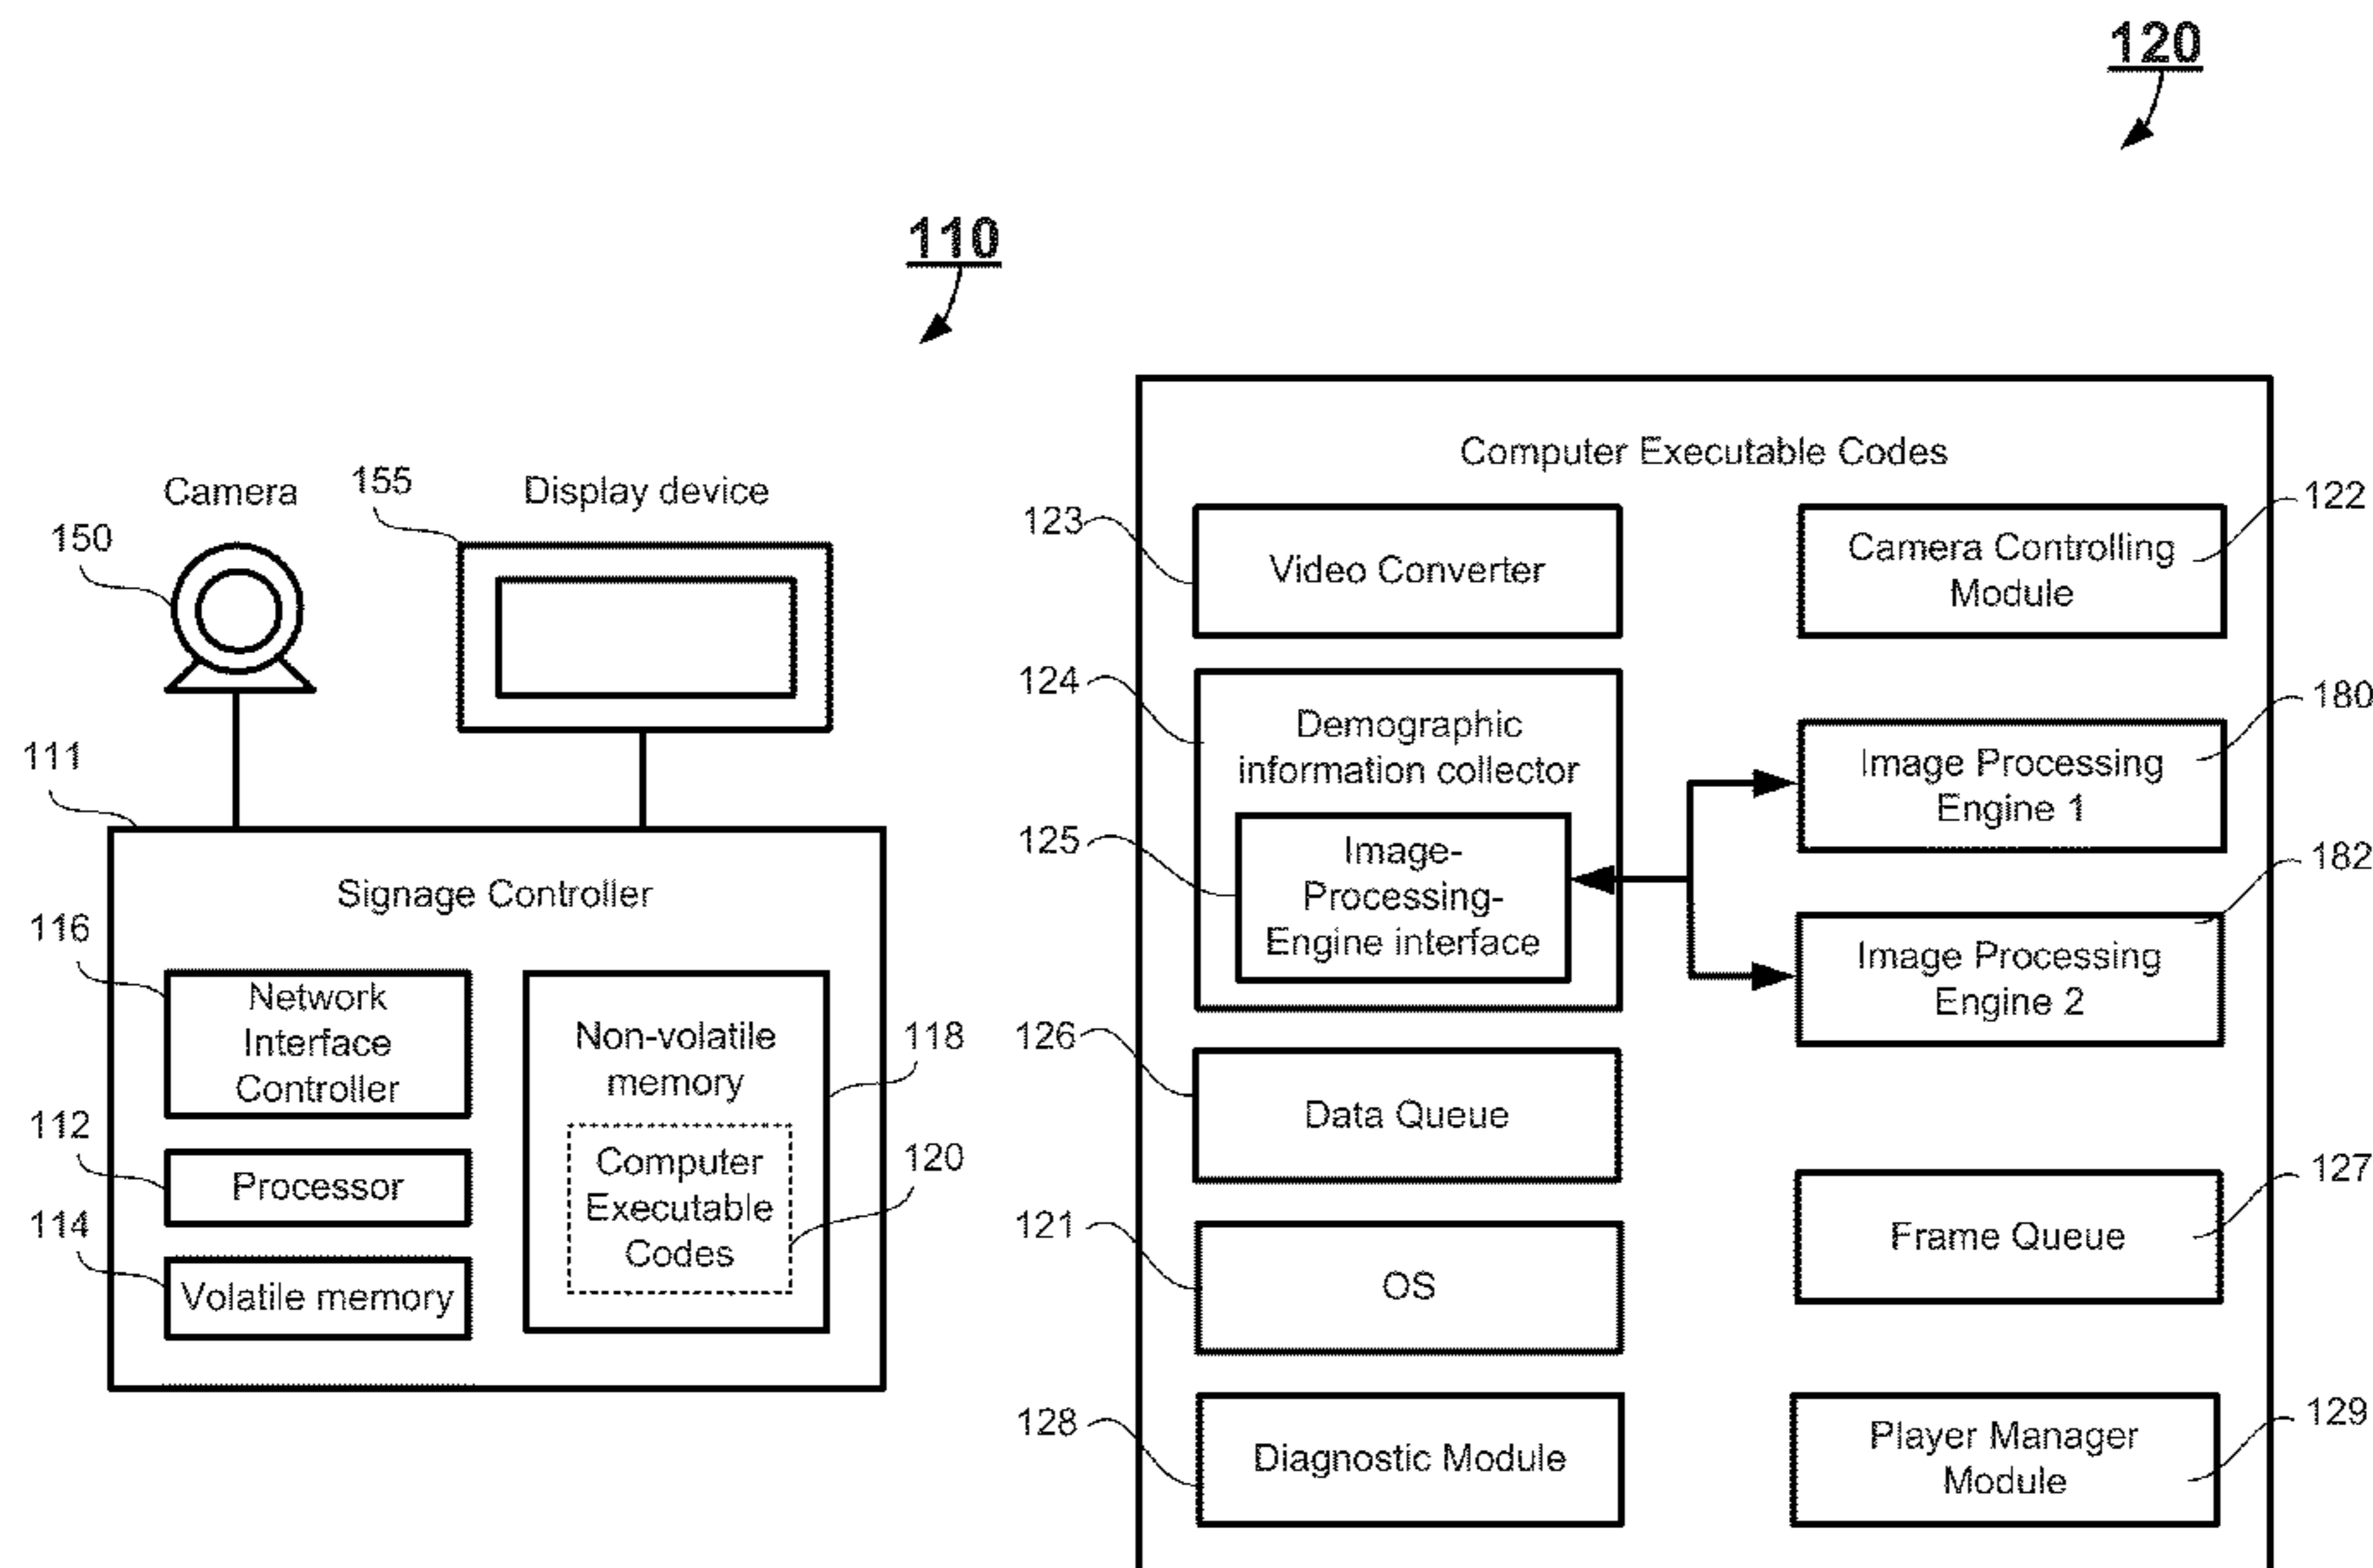 120
110
Camera
155
Display device
150
111
Signage Controller
116
Network
Interface
Controller
112
Processor
114
Volatile memory
Non-volatile
memory
118
Computer
Executable
Codes
120
Computer Executable Codes
123
Video Converter
122
Camera Controlling
Module
124
Demographic
information collector
125
Image-
Processing-
Engine interface
180
Image Processing
Engine 1
182
Image Processing
Engine 2
126
Data Queue
127
Frame Queue
121
OS
128
Diagnostic Module
129
Player Manager
Module